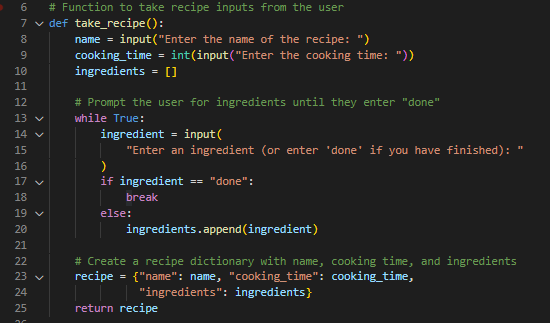 6 # Function to take recipe inputs from the user
7 def take_recipe():
8     name = input("Enter the name of the recipe: ")
9     cooking_time = int(input("Enter the cooking time: "))
10     ingredients = []
11
12     # Prompt the user for ingredients until they enter "done"
13     while True:
14         ingredient = input(
15             "Enter an ingredient (or enter 'done' if you have finished): "
16         )
17         if ingredient == "done":
18             break
19         else:
20             ingredients.append(ingredient)
21
22     # Create a recipe dictionary with name, cooking time, and ingredients
23     recipe = {"name": name, "cooking_time": cooking_time,
24               "ingredients": ingredients}
25     return recipe
26